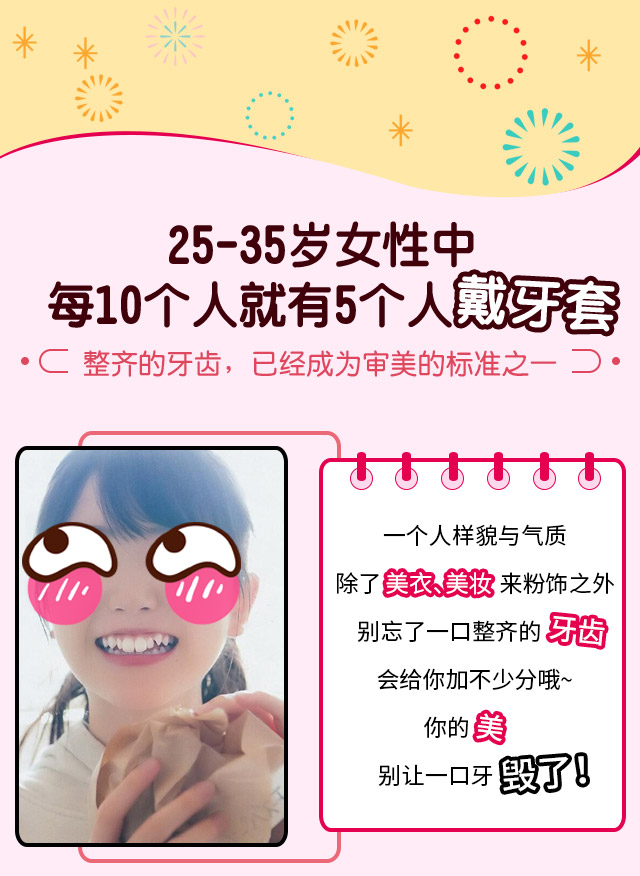 25-35岁女性中
每10个人就有5个人戴牙套
整齐的牙齿，已经成为审美的标准之一
一个人样貌与气质
除了美衣、美妆来粉饰之外
别忘了一口整齐的牙齿
会给你加不少分哦~
你的美
别让一口牙毁了！